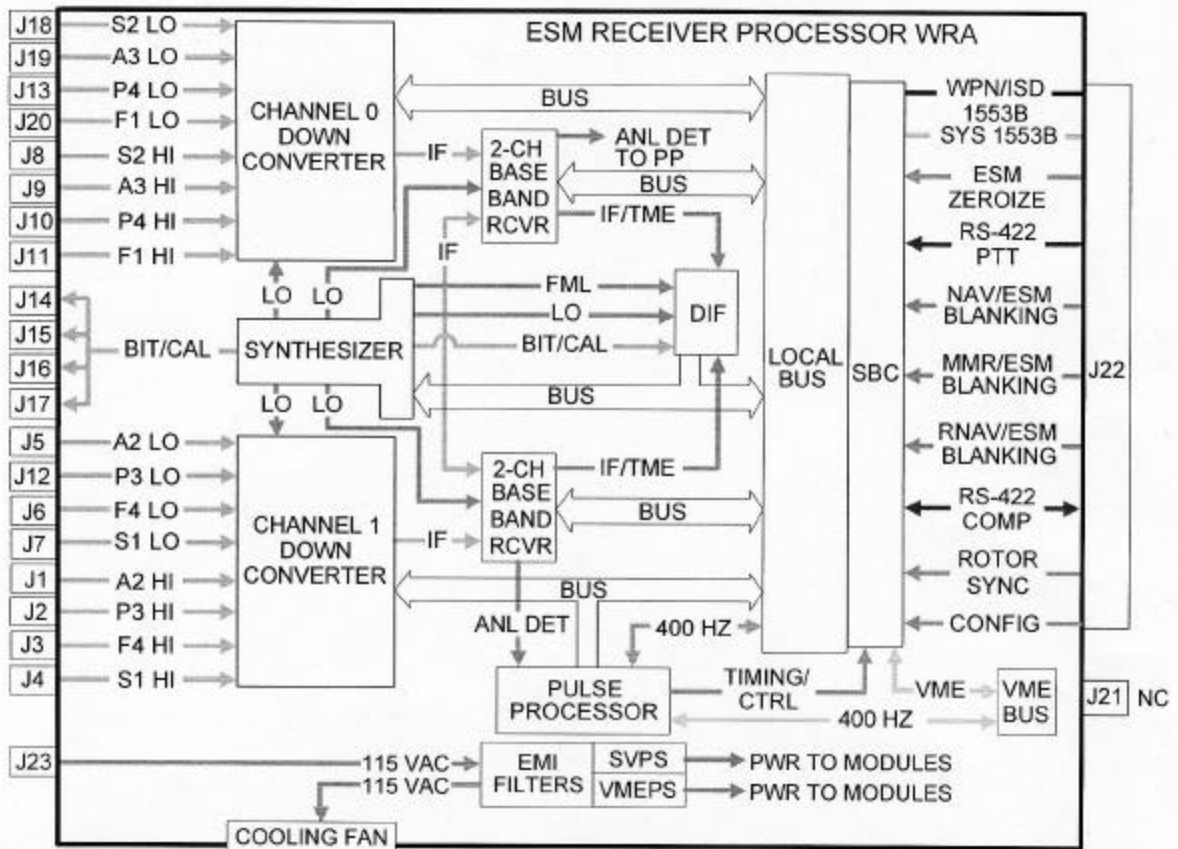 ESM RECEIVER PROCESSOR WRA
J18 S2 LO
J19 A3 LO
J13 P4 LO
J20 F1 LO
J8 S2 HI
J9 A3 HI
J10 P4 HI
J11 F1 HI
J14
J15
J16
J17
BIT/CAL
J5 A2 LO
J12 P3 LO
J6 F4 LO
J7 S1 LO
J1 A2 HI
J2 P3 HI
J3 F4 HI
J4 S1 HI
J23
CHANNEL 0
DOWN
CONVERTER
LO LO
SYNTHESIZER
LO LO
CHANNEL 1
DOWN
CONVERTER
BUS
IF
2-CH
BASE
BAND
RCVR
ANL DET
TO PP
BUS
IF/TME
IF
FML
LO
BIT/CAL
DIF
BUS
2-CH
BASE
BAND
RCVR
IF/TME
BUS
IF
BUS
ANL DET
400 HZ
PULSE
PROCESSOR
TIMING/
CTRL
400 HZ
VME
VME
BUS
115 VAC
115 VAC
EMI
FILTERS
SVPS
VMEPS
PWR TO MODULES
PWR TO MODULES
COOLING FAN
LOCAL
BUS
SBC
WPN/ISD
1553B
SYS 1553B
ESM
ZEROIZE
RS-422
PTT
NAV/ESM
BLANKING
MMR/ESM
BLANKING
RNAV/ESM
BLANKING
RS-422
COMP
ROTOR
SYNC
CONFIG
J22
J21 NC